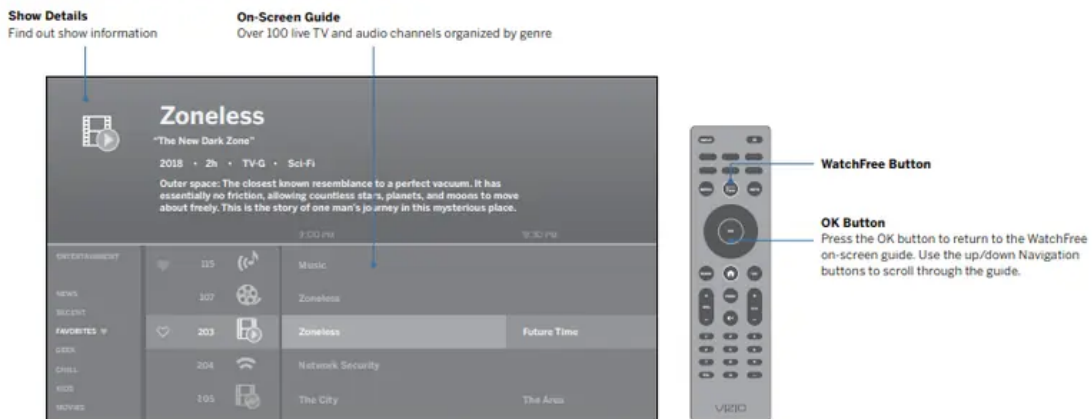 Show Details
Find out show information
On-Screen Guide
Over 100 live TV and audio channels organized by genre
Zoneless
"The New Dark Zone"
2018 • 2h • TV-G • Sci-Fi
Outer space: The closest known resemblance to a perfect vacuum. It has
essentially no friction, allowing countless stars, planets, and moons to move
about freely. This is the story of one man's journey in this mysterious place.
9:00 PM 9:30 PM
ENTERTAINMENT
NEWS
RECENT
FAVORITES
GEEK
CHILL
KIDS
MOVIES
115 Music
107 Zoneless
203 Zoneless Future Time
204 Network Security
The City The Area
WatchFree Button
OK Button
Press the OK button to return to the WatchFree
on-screen guide. Use the up/down Navigation
buttons to scroll through the guide.
OK
VIZIO